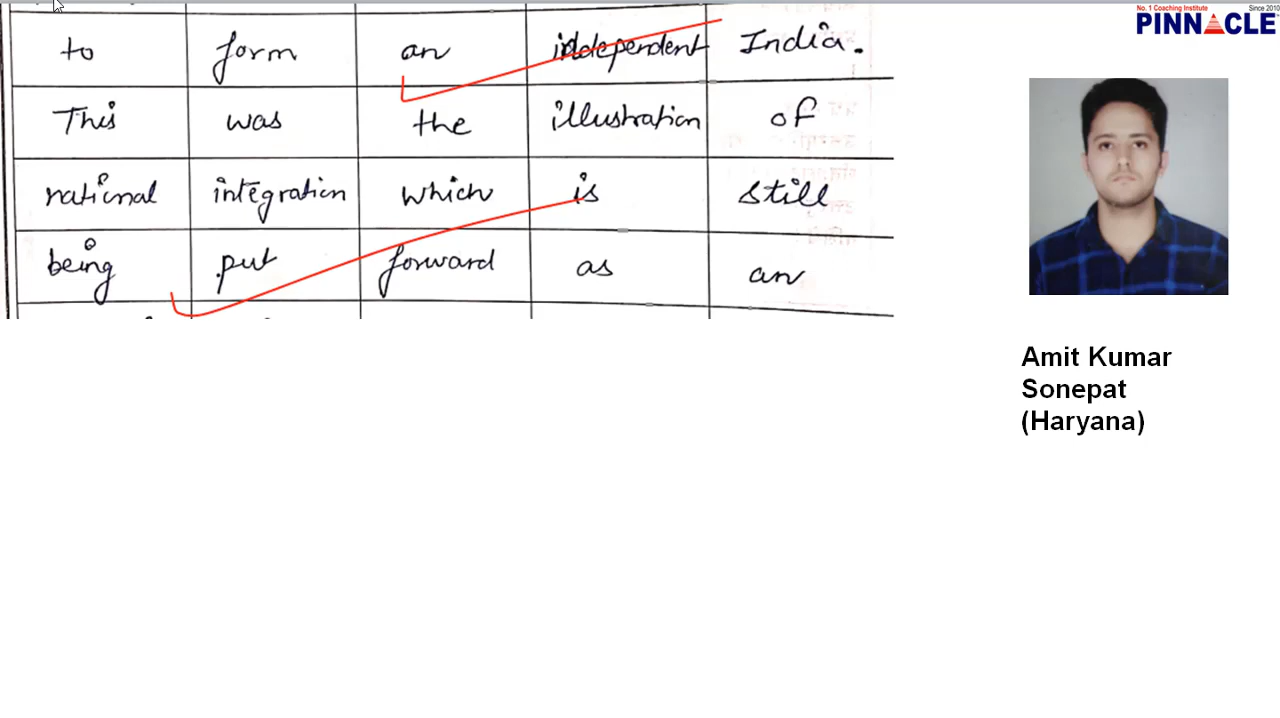 No. 1 Coaching Institute Since 2010
PINNACLE
to form an independent India.
This was the illustration of
national integration which is still
being put forward as an
Amit Kumar
Sonepat
(Haryana)